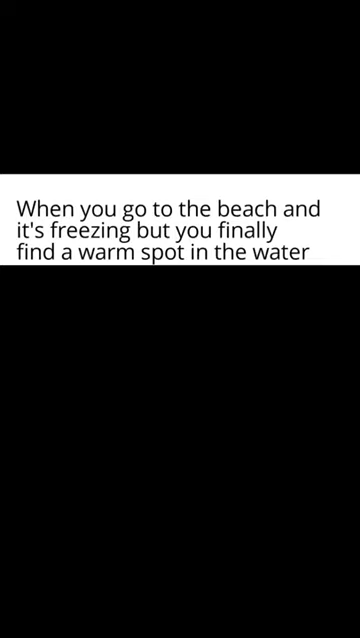 When you go to the beach and
it's freezing but you finally
find a warm spot in the water